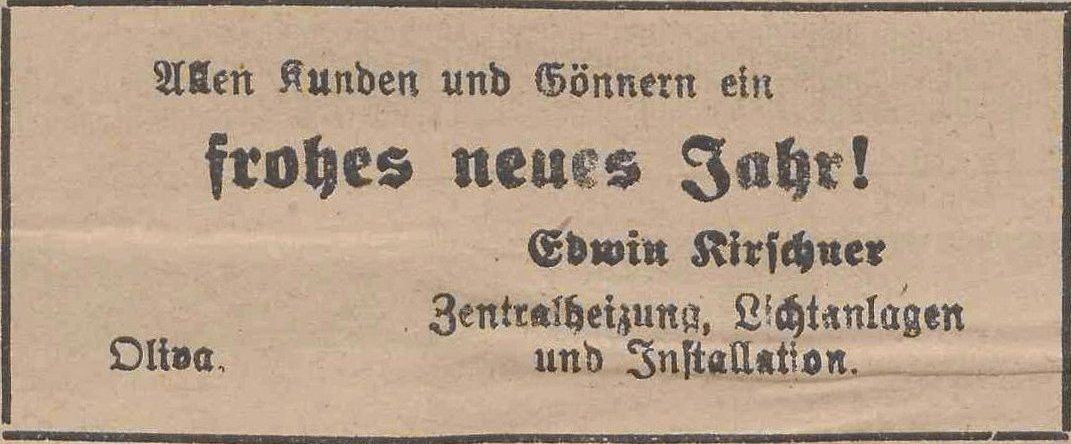 Allen Kunden und Gönnern ein
frohes neues Jahr!
Edwin Kirschner
Zentralheizung, Lichtanlagen
Oliva. und Installation.